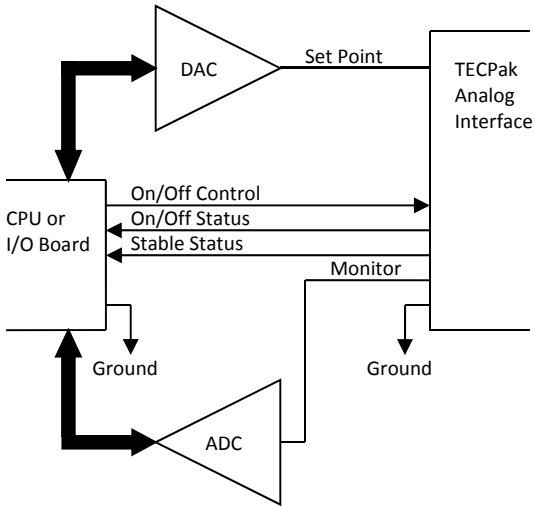 DAC
Set Point
TECPak
Analog
Interface
On/Off Control
CPU or
I/O Board
On/Off Status
Stable Status
Monitor
Ground
Ground
ADC